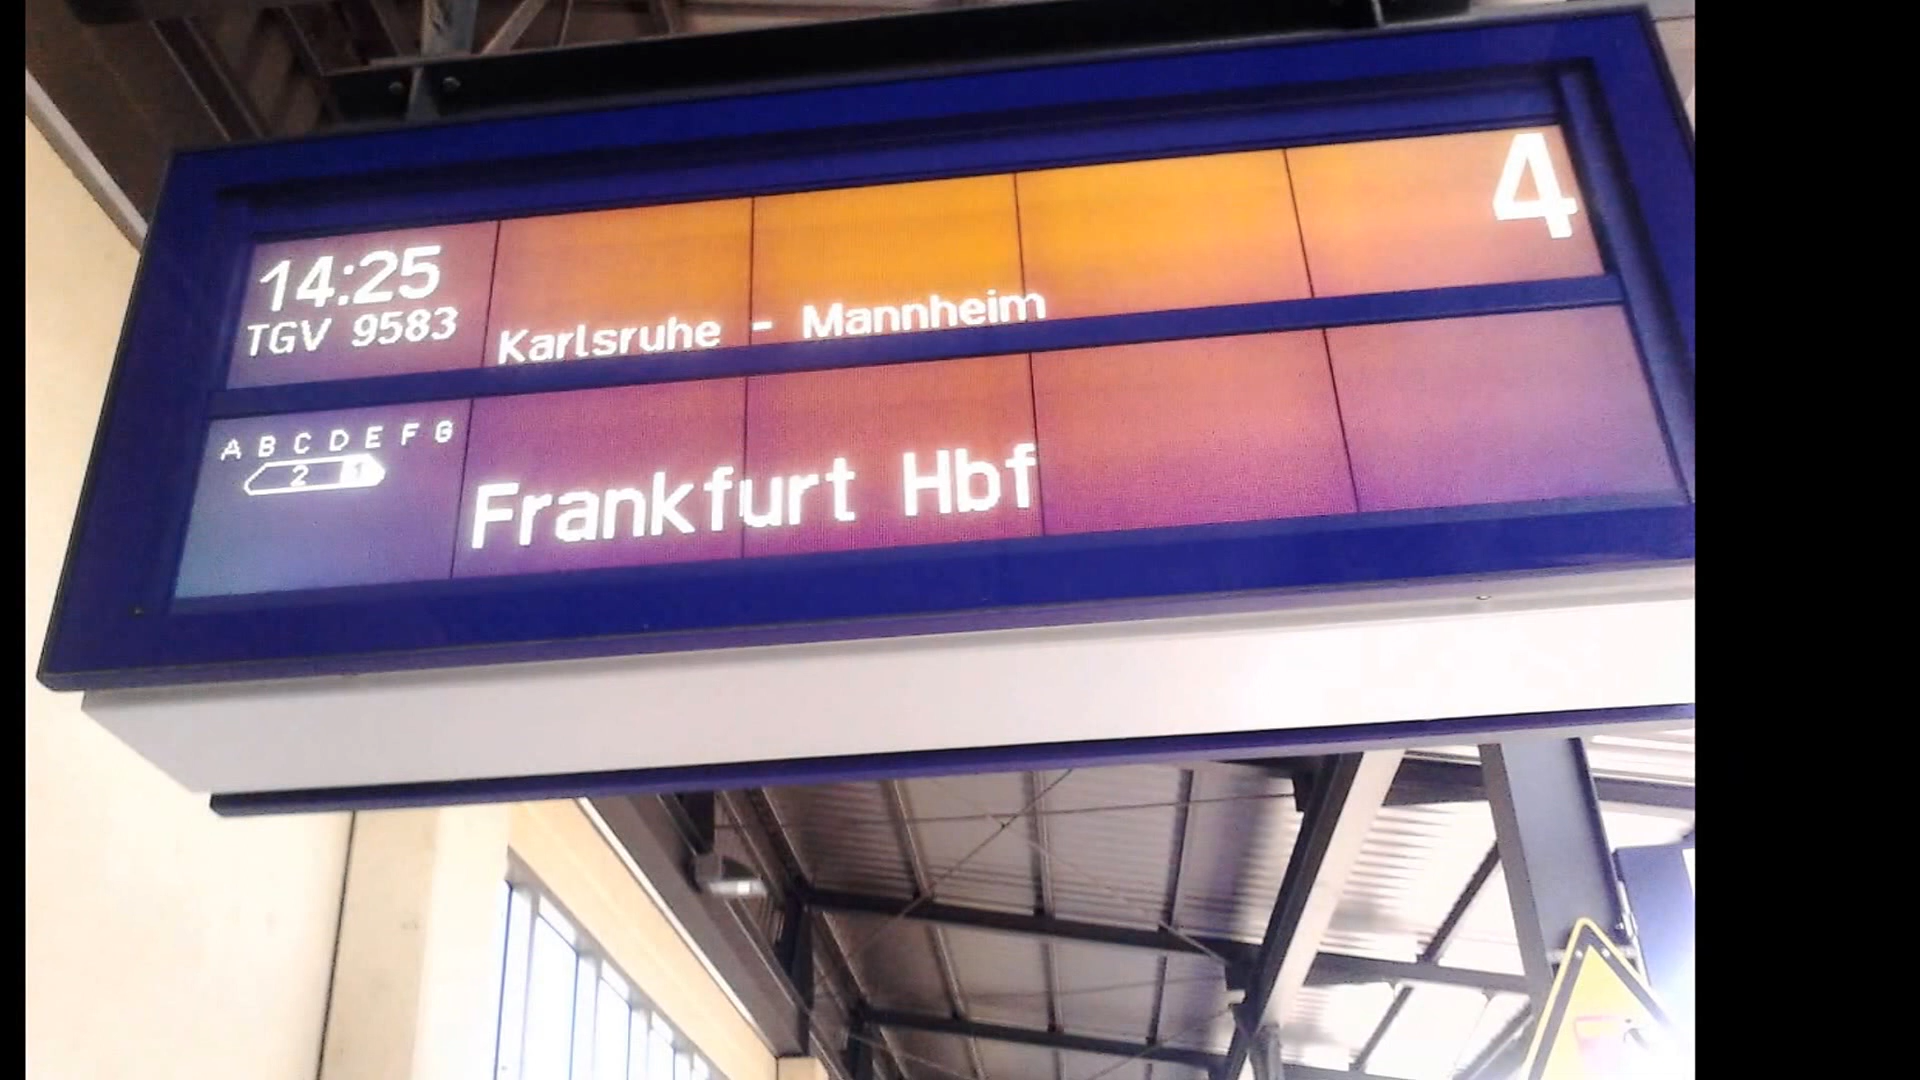 14:25
4
TGV 9583
Karlsruhe - Mannheim
A B C D E F G
2 1
Frankfurt Hbf